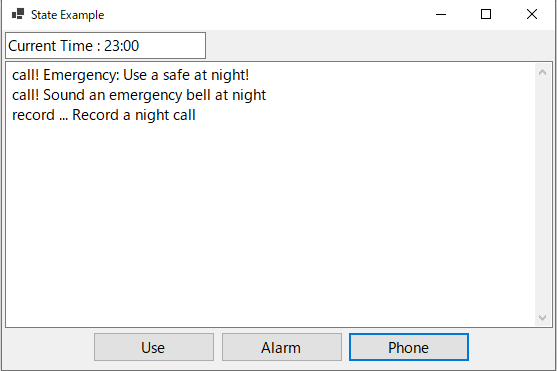 State Example
Current Time : 23:00
call! Emergency: Use a safe at night!
call! Sound an emergency bell at night
record ... Record a night call
Use
Alarm
Phone